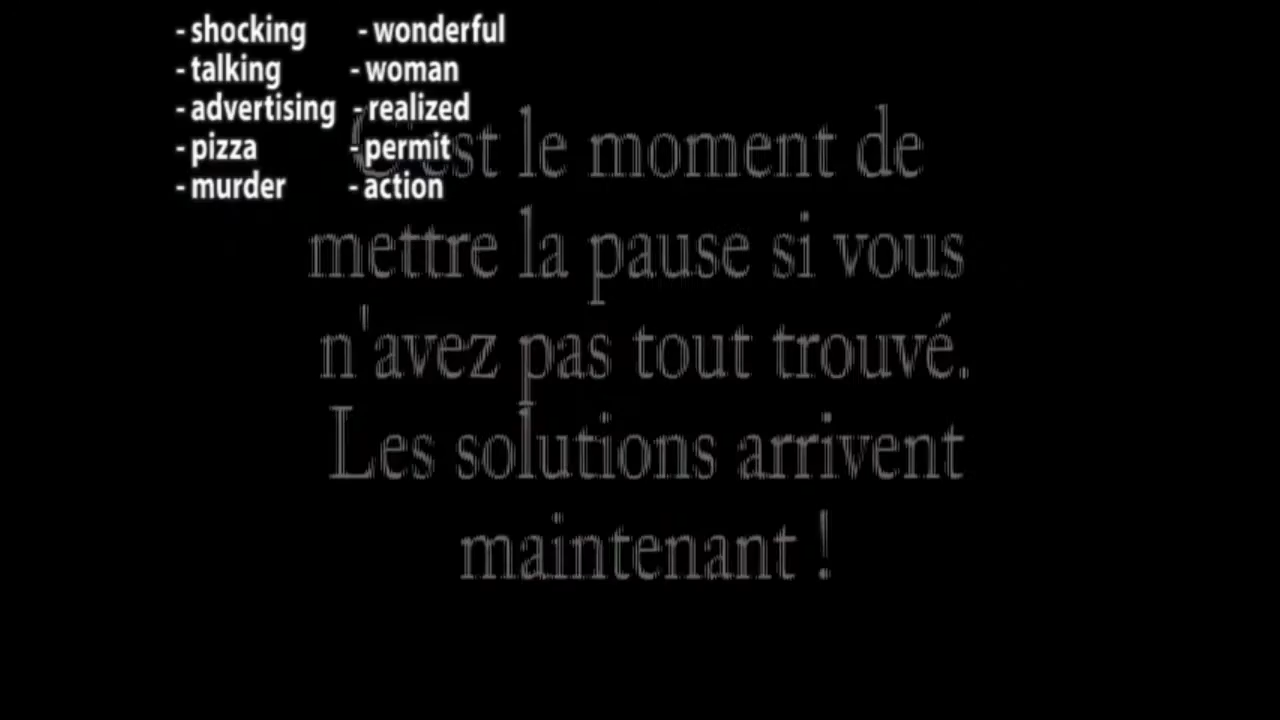 - shocking - wonderful
- talking - woman
- advertising - realized
- pizza - permit
- murder - action
C'est le moment de
mettre la pause si vous
n'avez pas tout trouvé.
Les solutions arrivent
maintenant !